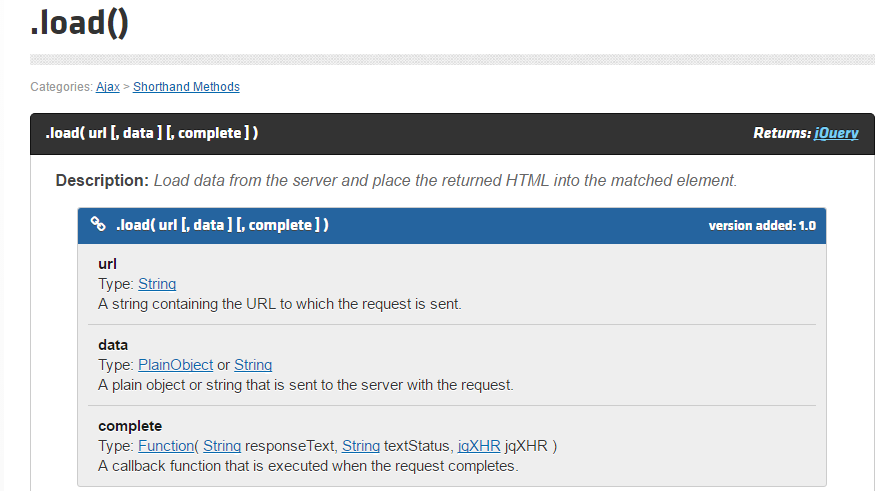 .load()
Categories: Ajax > Shorthand Methods
.load( url [, data ] [, complete ] ) Returns: jQuery
Description: Load data from the server and place the returned HTML into the matched element.
.load( url [, data ] [, complete ] ) version added: 1.0
url
Type: String
A string containing the URL to which the request is sent.
data
Type: PlainObject or String
A plain object or string that is sent to the server with the request.
complete
Type: Function( String responseText, String textStatus, jqXHR jqXHR )
A callback function that is executed when the request completes.